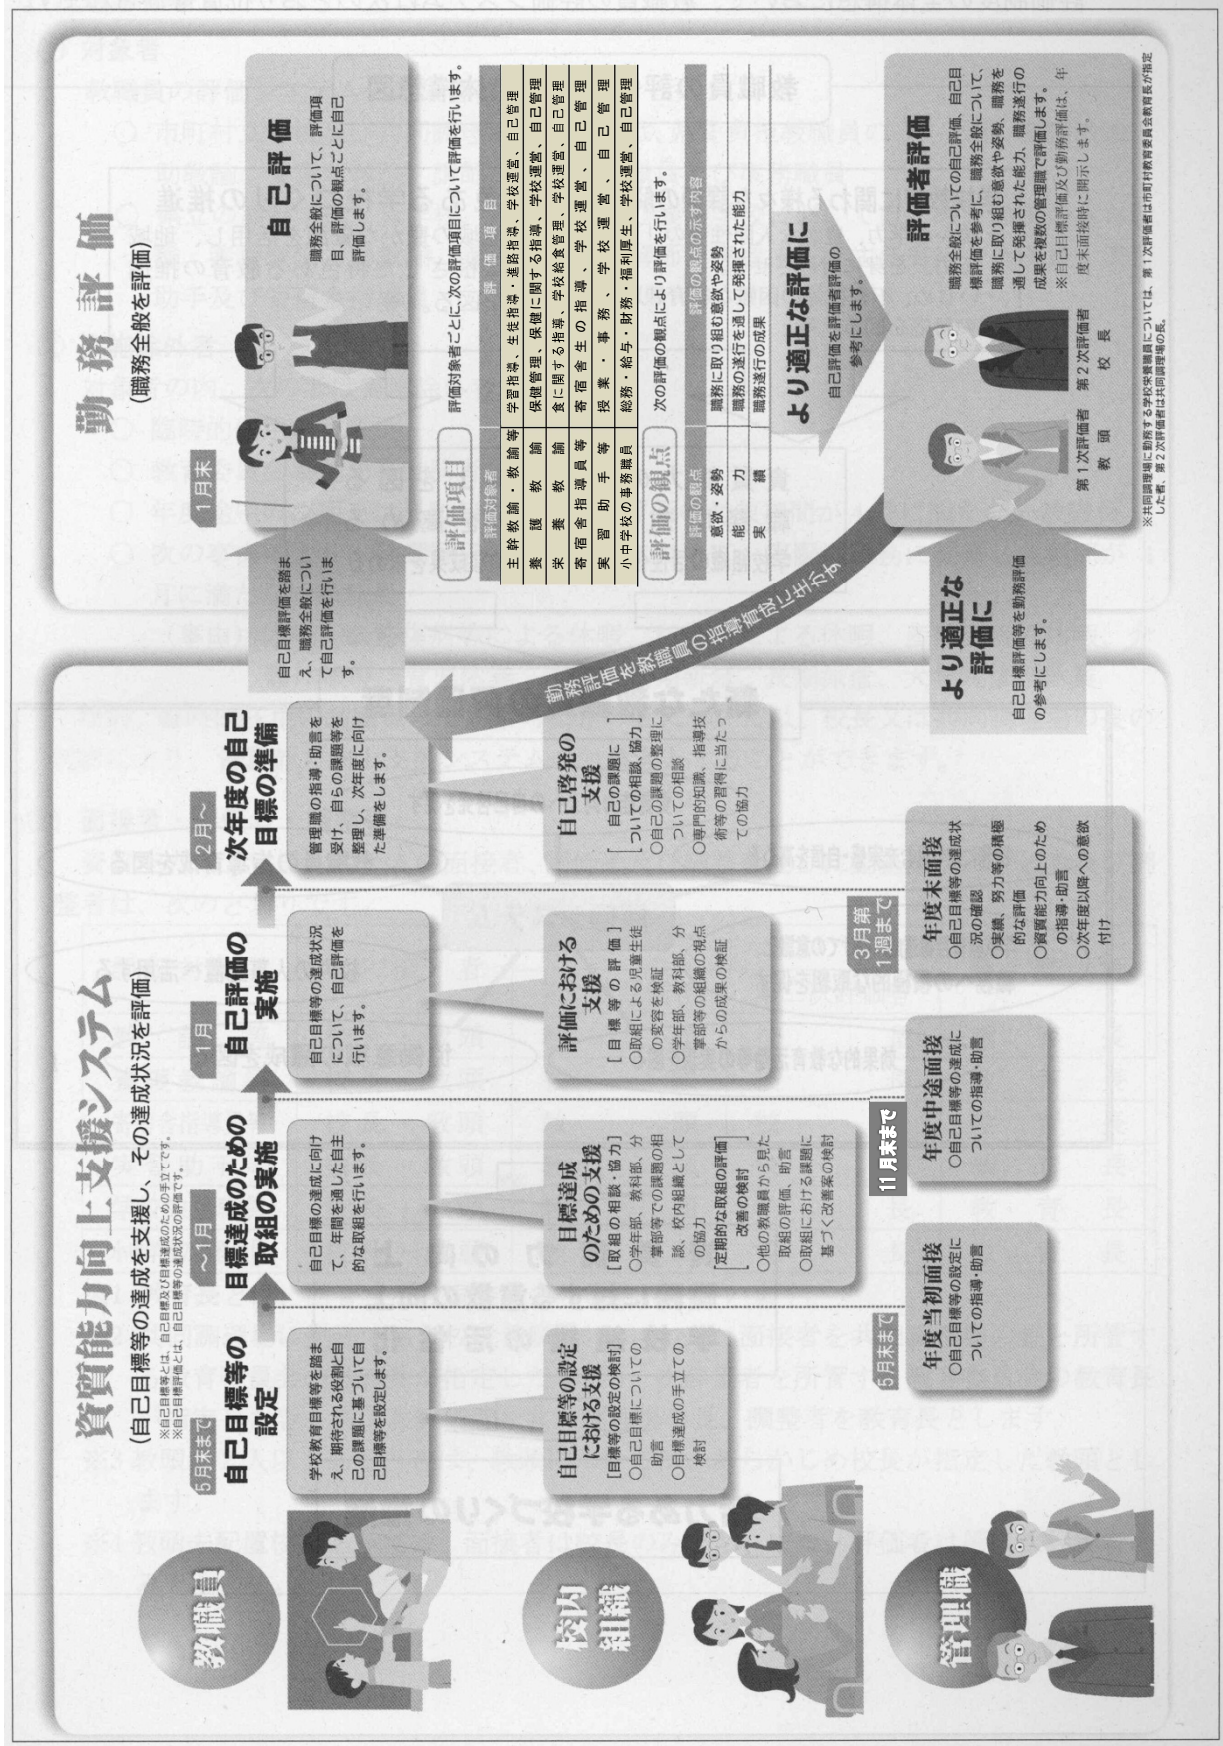 資質能力向上支援システム
(自己目標等の達成を支援し、その達成状況を評価)
※自己目標等とは、自己目標及び目標達成のための手立てです。
※自己目標評価とは、自己目標等の達成状況の評価です。
教職員
5月末まで
自己目標等の
設定
学校教育目標等を踏ま
え、期待される役割と自
己の課題に基づいて自
己目標等を設定します。
～1月
目標達成のための
取組の実施
自己目標の達成に向け
て、年間を通した自主
的な取組を行います。
1月
自己評価の
実施
自己目標等の達成状況
について、自己評価を
行います。
2月～
次年度の自己
目標の準備
管理職の指導・助言を
受け、自らの課題等を
整理し、次年度に向け
た準備をします。
校内
組織
自己目標等の設定
における支援
[目標等の設定の検討]
○自己目標についての
助言
○目標達成の手立ての
検討
目標達成
のための支援
[取組の相談・協力]
○学年部、教科部、分
掌部等での課題の相
談、校内組織として
の協力
[定期的な取組の評価
改善の検討]
○他の教職員から見た
取組の評価、助言
○取組における課題に
基づく改善案の検討
評価における
支援
[目標等の評価]
○取組による児童生徒
の変容を検証
○学年部、教科部、分
掌部等の組織の視点
からの成果の検証
自己啓発の
支援
[自己の課題に
ついての相談、協力]
○自己の課題の整理に
ついての相談
○専門的知識、指導技
術等の習得に当たっ
ての協力
管理職
5月末まで
年度当初面接
○自己目標等の設定に
ついての指導・助言
11月末まで
年度中途面接
○自己目標等の達成に
ついての指導・助言
3月第
1週まで
年度末面接
○自己目標等の達成状
況の確認
○実績、努力等の積極
的な評価
○資質能力向上のため
の指導・助言
○次年度以降への意欲
付け
自己目標評価を踏ま
え、職務全般につい
て自己評価を行いま
す。
勤務評価を教職員の指導育成に生かす
より適正な
評価に
自己目標評価等を勤務評価
の参考にします。
勤務評価
(職務全般を評価)
1月末
自己評価
職務全般について、評価項
目、評価の観点ごとに自己
評価します。
評価項目
評価対象者ごとに、次の評価項目について評価を行います。
評価対象者 評価項目
主幹教諭・教諭等 学習指導、生徒指導・進路指導、学校運営、自己管理
養護教諭 保健管理、保健に関する指導、学校運営、自己管理
栄養教諭 食に関する指導、学校給食管理、学校運営、自己管理
寄宿舎指導員等 寄宿舎生の指導、学校運営、自己管理
実習助手等 授業・事務、学校運営、自己管理
小中学校の事務職員 総務・給与・財務・福利厚生、学校運営、自己管理
評価の観点
次の評価の観点により評価を行います。
評価の観点 評価の観点の示す内容
意欲・姿勢 職務に取り組む意欲や姿勢
能力 職務の遂行を通して発揮された能力
実績 職務遂行の成果
より適正な評価に
自己評価を評価者評価の
参考にします。
評価者評価
職務全般についての自己評価、自己目
標評価を参考に、職務全般について、
職務に取り組む意欲や姿勢、職務を
通して発揮された能力、職務遂行の
成果を複数の管理職で評価します。
※自己目標評価及び勤務評価は、年
度末面接時に開示します。
第1次評価者 第2次評価者
教頭 校長
※共同調理場に勤務する学校栄養職員については、第1次評価者は市町村教育委員会教育長が指定
した者、第2次評価者は共同調理場の長。